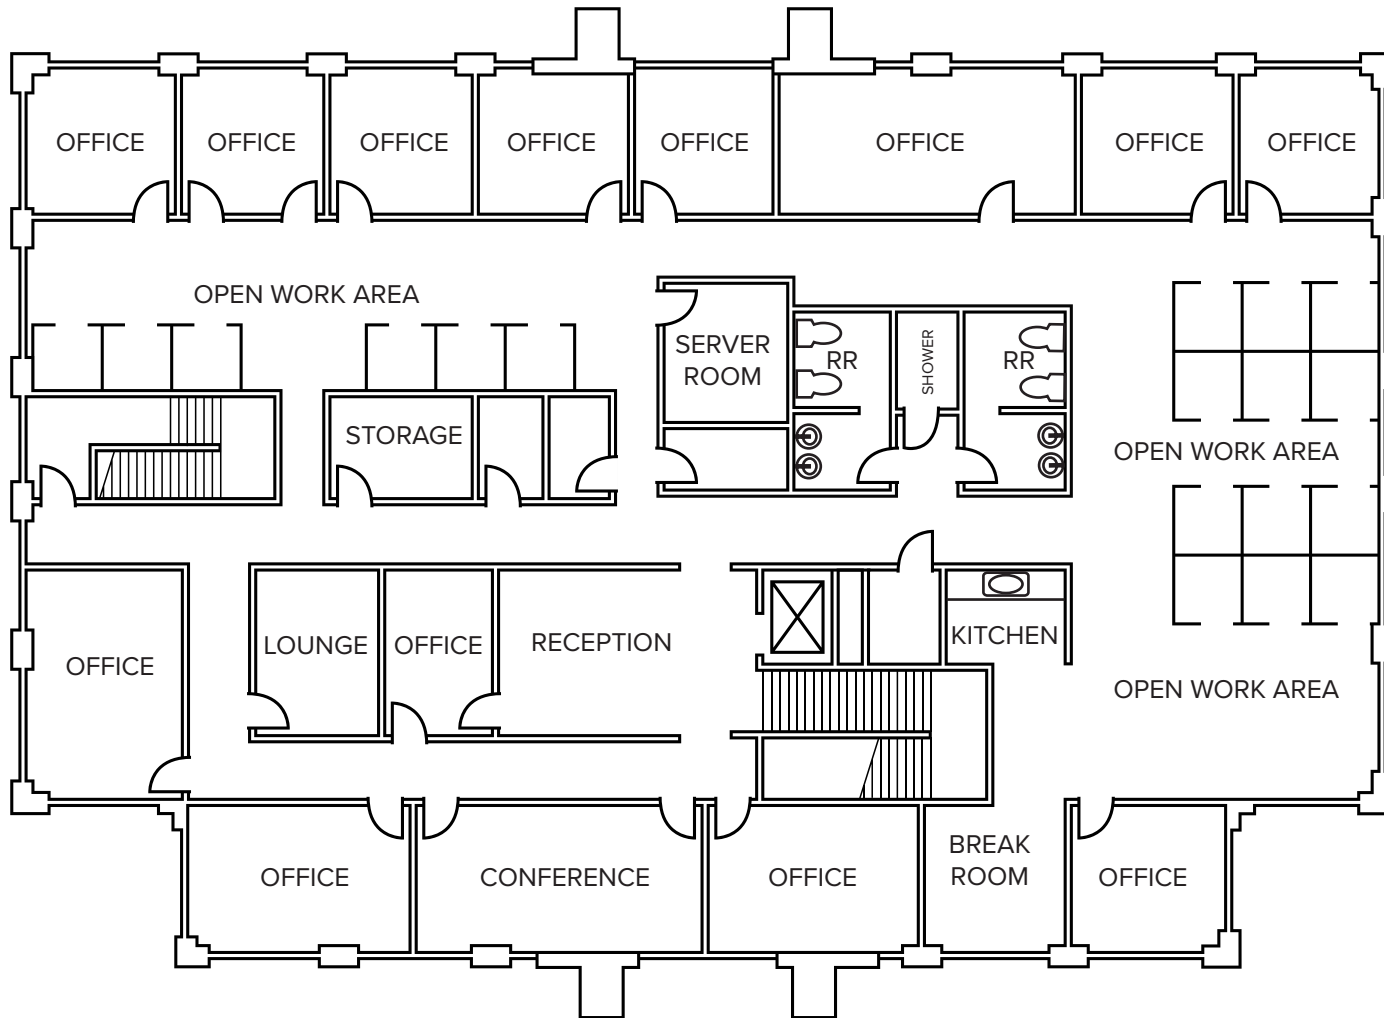 OFFICE
OFFICE
OFFICE
OFFICE
OFFICE
OFFICE
OFFICE
OFFICE
OPEN WORK AREA
SERVER
ROOM
RR
SHOWER
RR
STORAGE
OPEN WORK AREA
OFFICE
LOUNGE
OFFICE
RECEPTION
KITCHEN
OPEN WORK AREA
OFFICE
CONFERENCE
OFFICE
BREAK
ROOM
OFFICE